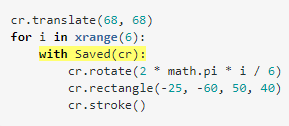 cr.translate(68, 68)
for i in xrange(6):
    with Saved(cr):
        cr.rotate(2 * math.pi * i / 6)
        cr.rectangle(-25, -60, 50, 40)
        cr.stroke()